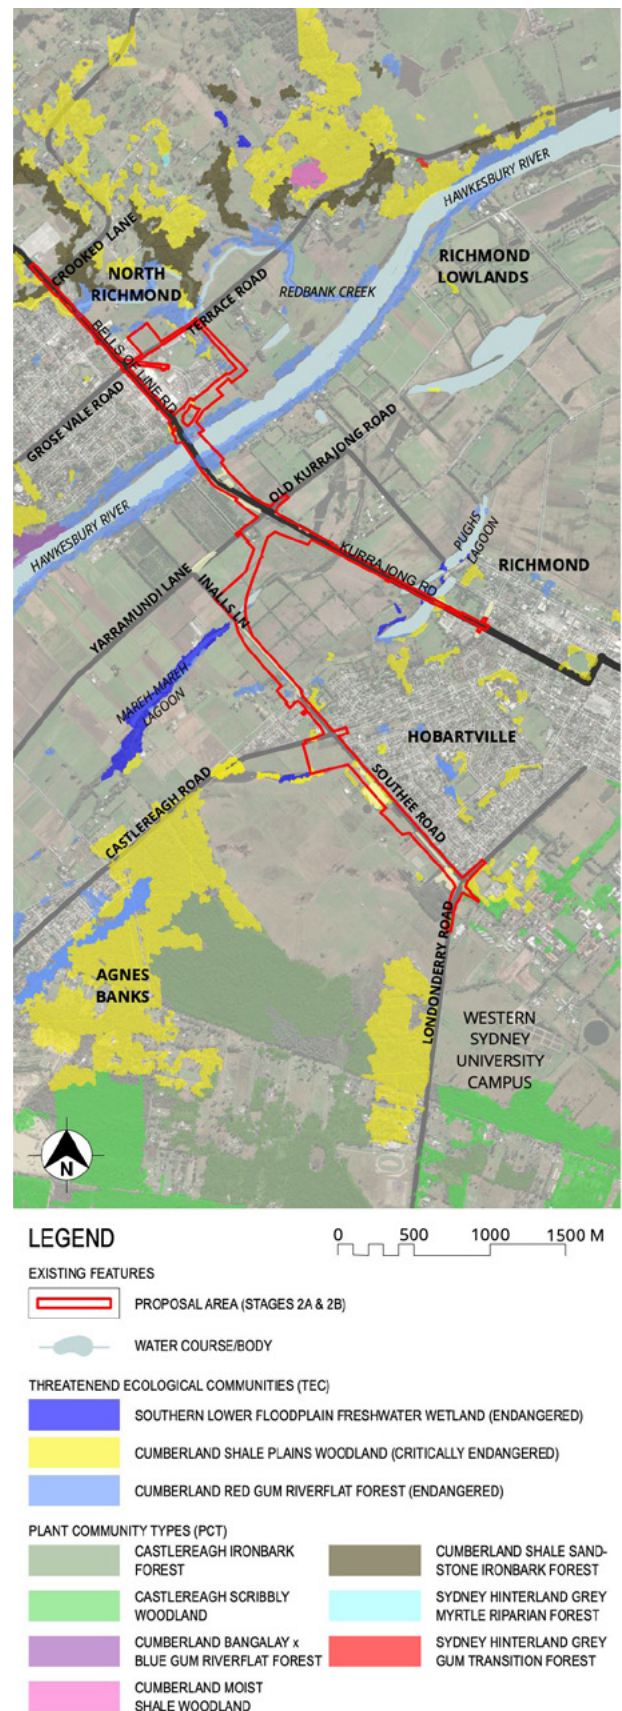 CROOKED LANE
NORTH
RICHMOND
TERRACE ROAD
REDBANK CREEK
HAWKESBURY RIVER
RICHMOND
LOWLANDS
BELLS OF LINE RD
GROSE VALE ROAD
OLD KURRAJONG ROAD
HAWKESBURY RIVER
KURRAJONG RD
PUGHS
LAGOON
RICHMOND
YARRAMUNDI LANE
INALLS LN
MAREH-MAREH
LAGOON
HOBARTVILLE
CASTLEREAGH ROAD
SOUTHEE ROAD
LONDONDERRY ROAD
AGNES
BANKS
WESTERN
SYDNEY
UNIVERSITY
CAMPUS
N
LEGEND
0 500 1000 1500 M
EXISTING FEATURES
PROPOSAL AREA (STAGES 2A & 2B)
WATER COURSE/BODY
THREATENEND ECOLOGICAL COMMUNITIES (TEC)
SOUTHERN LOWER FLOODPLAIN FRESHWATER WETLAND (ENDANGERED)
CUMBERLAND SHALE PLAINS WOODLAND (CRITICALLY ENDANGERED)
CUMBERLAND RED GUM RIVERFLAT FOREST (ENDANGERED)
PLANT COMMUNITY TYPES (PCT)
CASTLEREAGH IRONBARK
FOREST
CASTLEREAGH SCRIBBLY
WOODLAND
CUMBERLAND BANGALAY x
BLUE GUM RIVERFLAT FOREST
CUMBERLAND MOIST
SHALE WOODLAND
CUMBERLAND SHALE SAND-
STONE IRONBARK FOREST
SYDNEY HINTERLAND GREY
MYRTLE RIPARIAN FOREST
SYDNEY HINTERLAND GREY
GUM TRANSITION FOREST